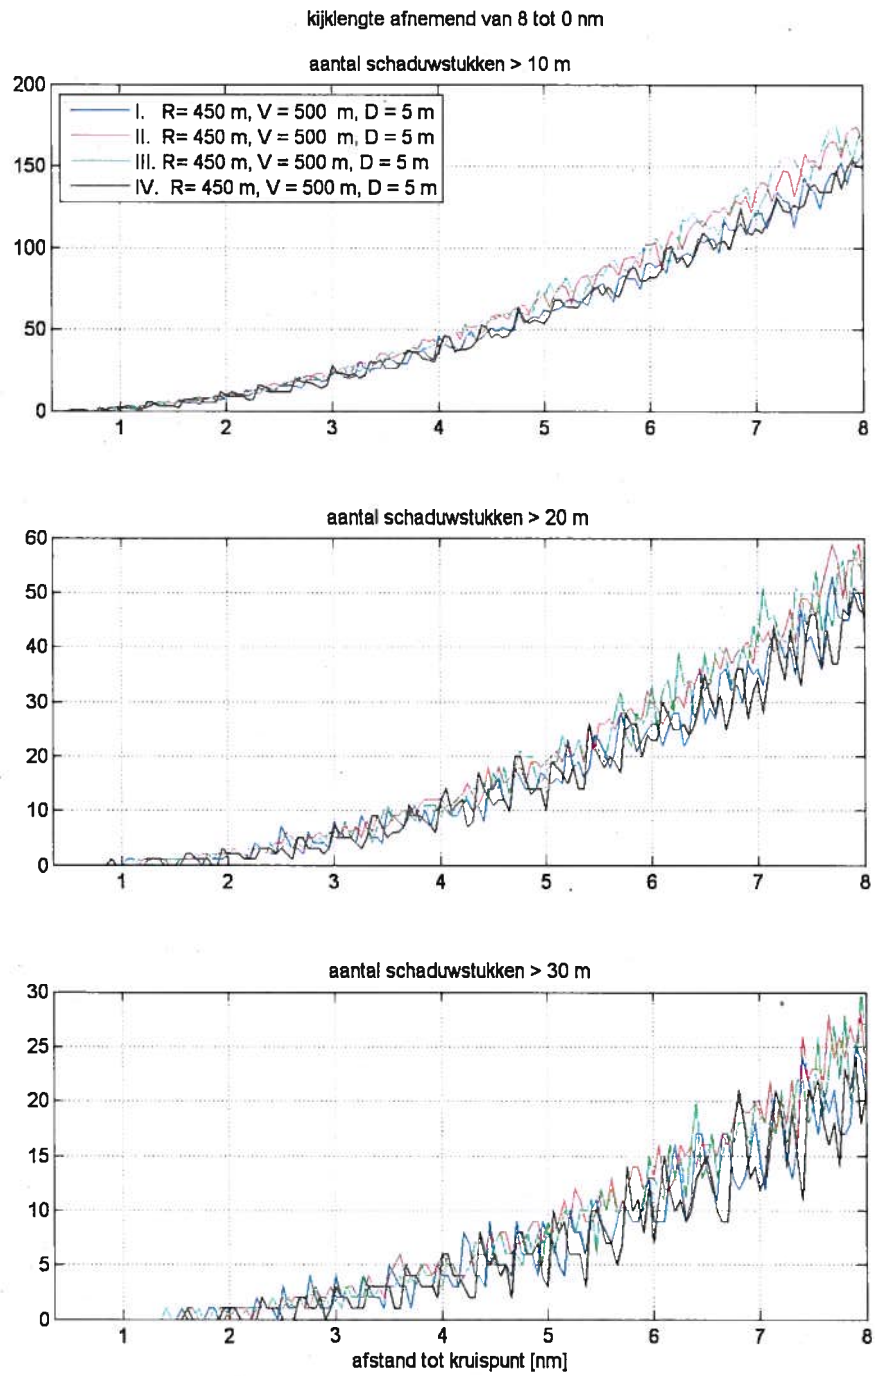 kijklengte afnemend van 8 tot 0 nm
aantal schaduwstukken > 10 m
200
150
100
50
0
I. R= 450 m, V = 500 m, D = 5 m
II. R= 450 m, V = 500 m, D = 5 m
III. R= 450 m, V = 500 m, D = 5 m
IV. R= 450 m, V = 500 m, D = 5 m
1 2 3 4 5 6 7 8
aantal schaduwstukken > 20 m
60
50
40
30
20
10
0
1 2 3 4 5 6 7 8
aantal schaduwstukken > 30 m
30
25
20
15
10
5
0
1 2 3 4 5 6 7 8
afstand tot kruispunt [nm]